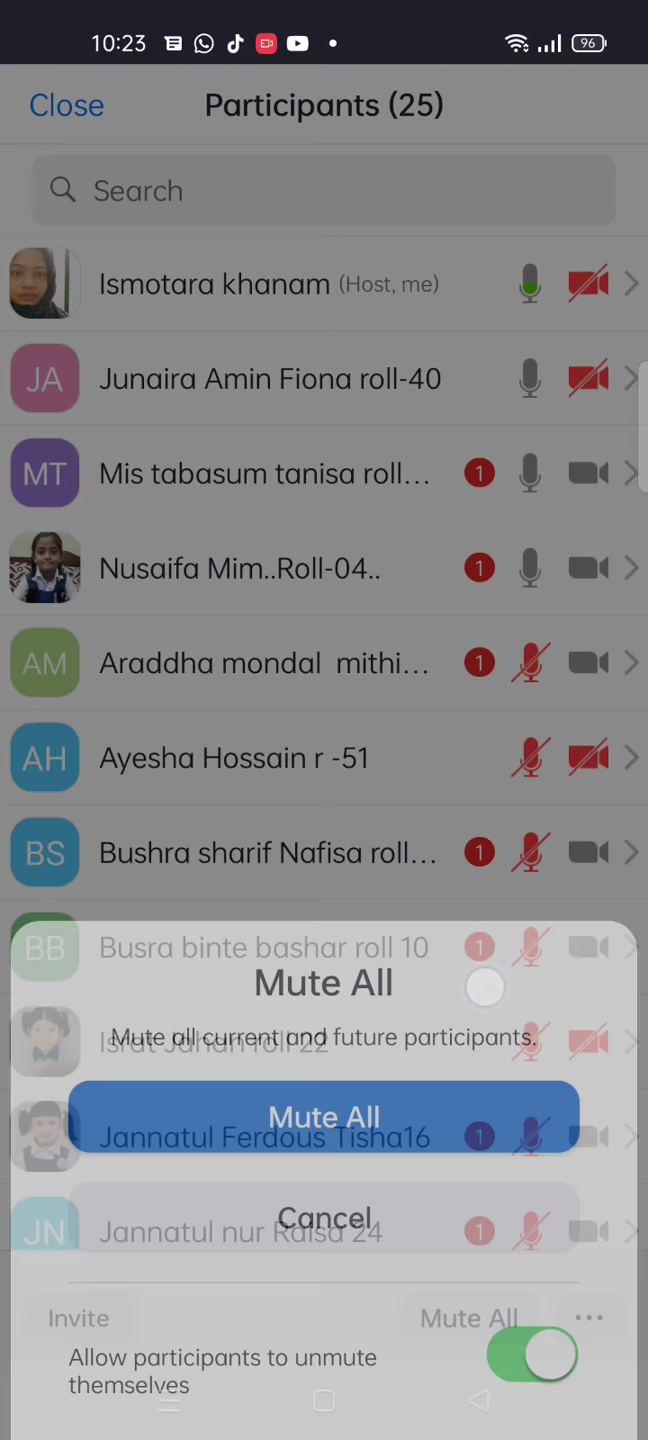 10:23
96
Close Participants (25)
Search
Ismotara khanam (Host, me)
JA Junaira Amin Fiona roll-40
MT Mis tabasum tanisa roll... 1
Nusaifa Mim..Roll-04.. 1
AM Araddha mondal mithi... 1
AH Ayesha Hossain r -51
BS Bushra sharif Nafisa roll... 1
BB Busra binte bashar roll 10 1
Mute All
Mute all current and future participants.
Israt Jahan roll 22
Mute All
Jannatul Ferdous Tisha16 1
Cancel
JN Jannatul nur Raisa 24 1
Invite Mute All ...
Allow participants to unmute
themselves